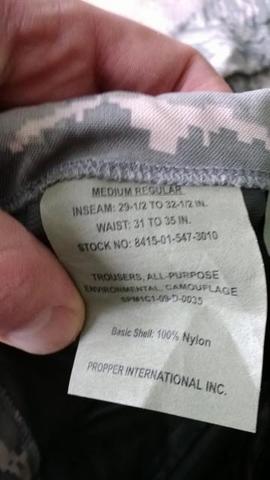 MEDIUM REGULAR
INSEAM: 29-1/2 TO 32-1/2 IN.
WAIST: 31 TO 35 IN.
STOCK NO: 8415-01-547-3010
TROUSERS, ALL-PURPOSE
ENVIRONMENTAL, CAMOUFLAGE
SPM1C1-09-D-0035
Basic Shell: 100% Nylon
PROPPER INTERNATIONAL INC.